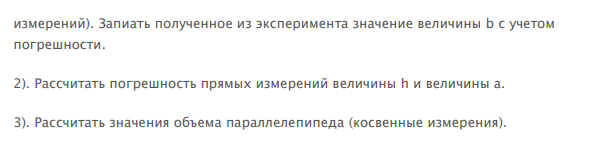 измерений). Запиать полученное из эксперимента значение величины b с учетом
погрешности.
2). Рассчитать погрешность прямых измерений величины h и величины a.
3). Рассчитать значения объема параллелепипеда (косвенные измерения).